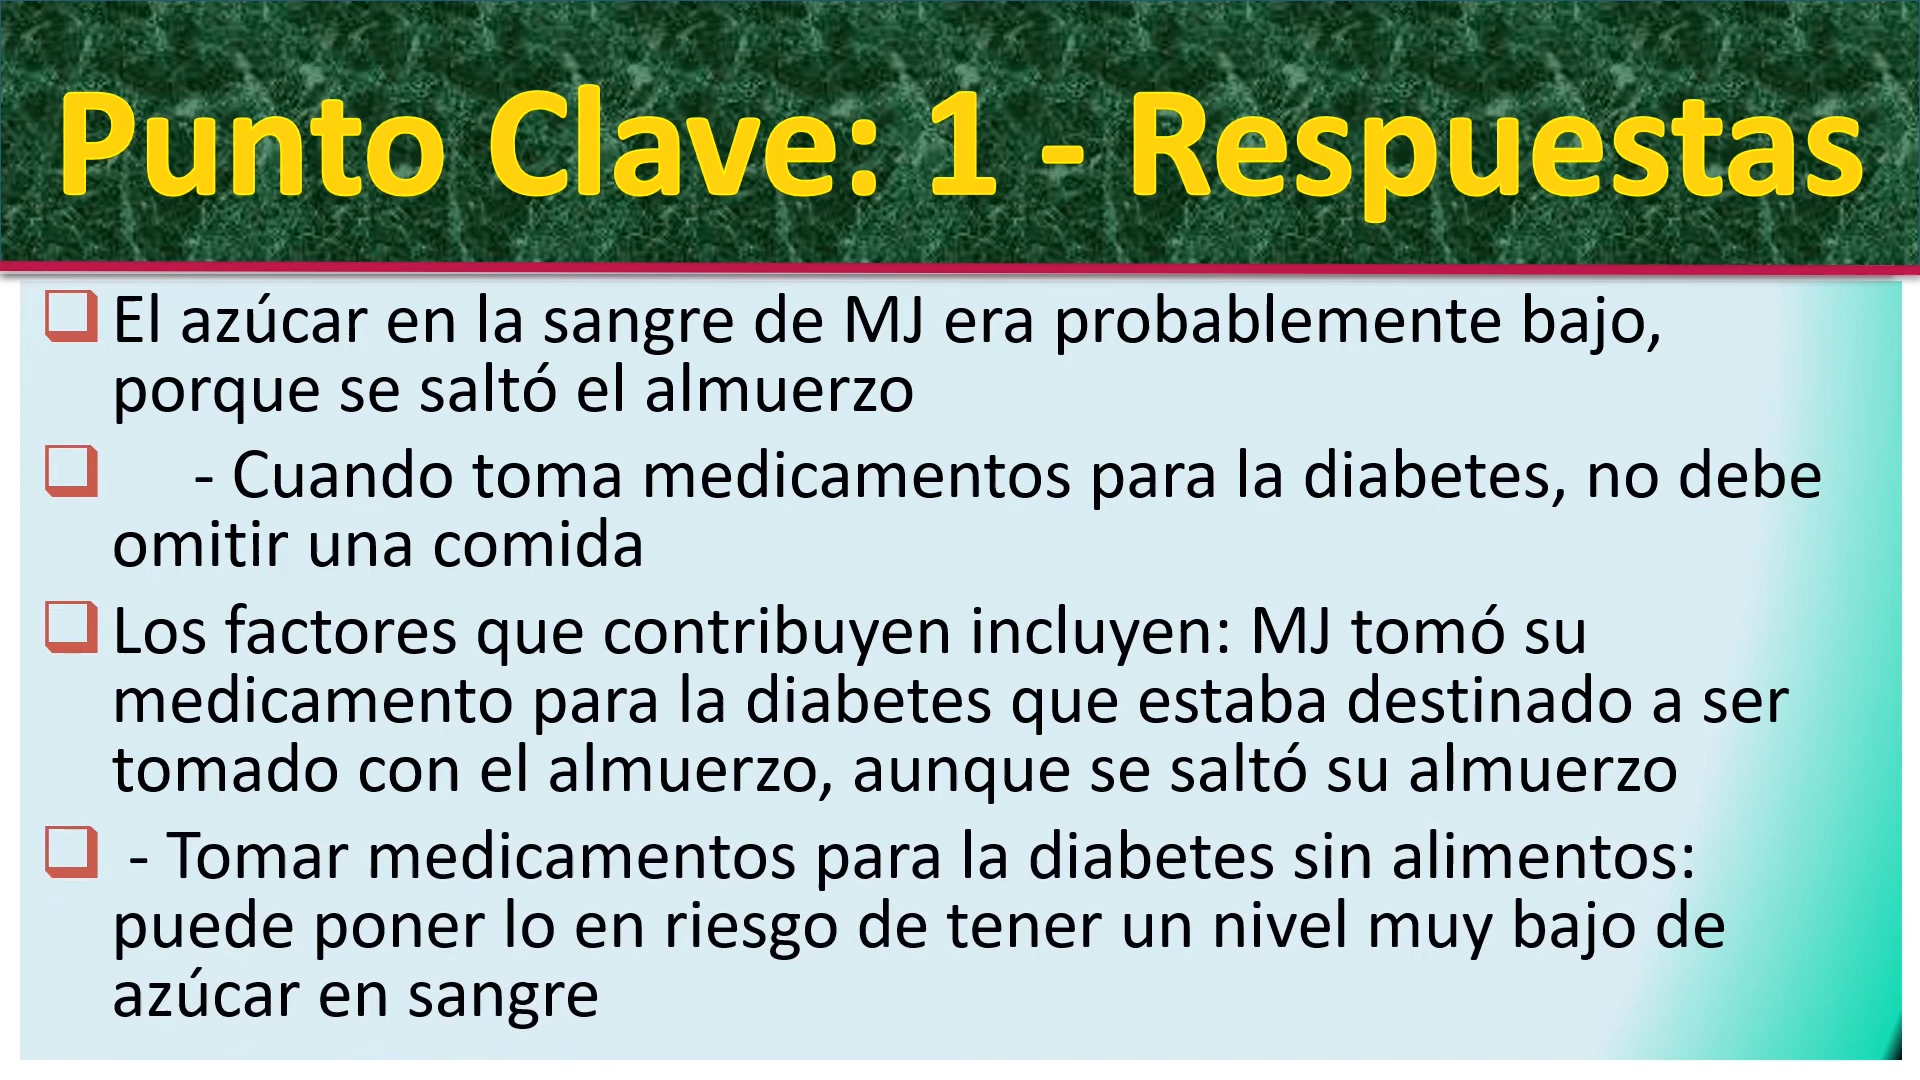 Punto Clave: 1 - Respuestas
El azúcar en la sangre de MJ era probablemente bajo,
porque se saltó el almuerzo
- Cuando toma medicamentos para la diabetes, no debe
omitir una comida
Los factores que contribuyen incluyen: MJ tomó su
medicamento para la diabetes que estaba destinado a ser
tomado con el almuerzo, aunque se saltó su almuerzo
- Tomar medicamentos para la diabetes sin alimentos:
puede poner lo en riesgo de tener un nivel muy bajo de
azúcar en sangre